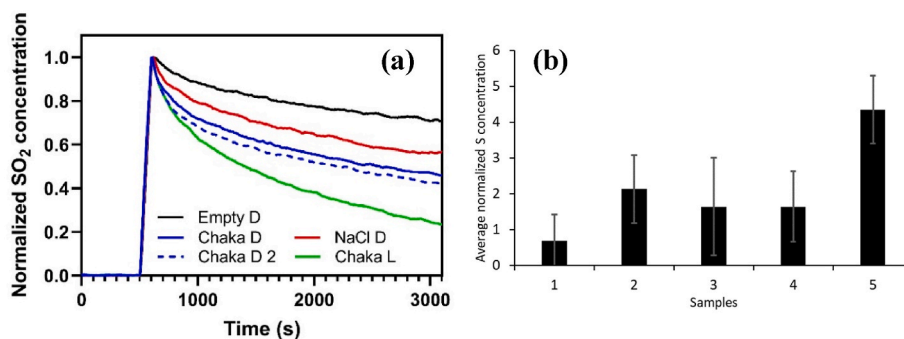 (a)
Normalized SO₂ concentration
1.0
0.8
0.6
0.4
0.2
0.0
Empty D
Chaka D
NaCl D
Chaka D 2
Chaka L
0
1000
2000
3000
Time (s)
(b)
Average normalized S concentration
6
5
4
3
2
1
0
1
2
3
4
5
Samples